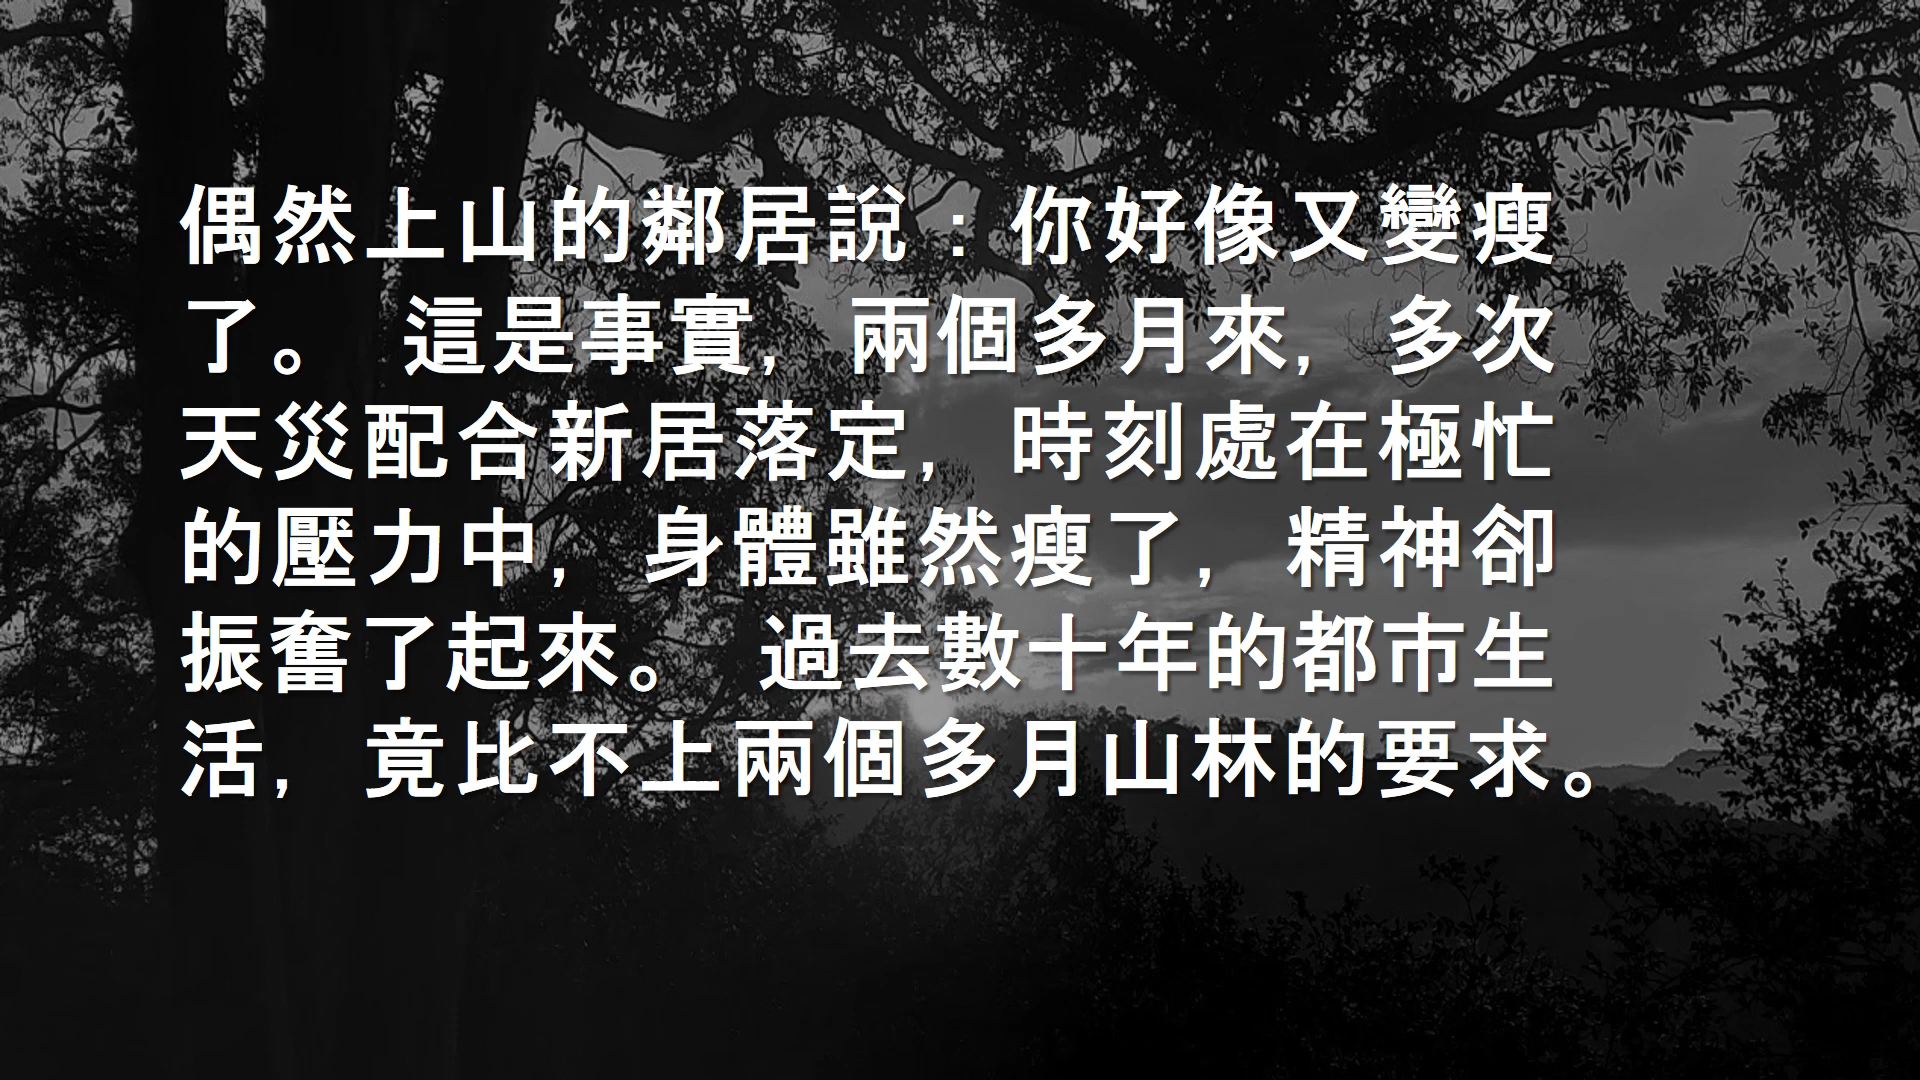 偶然上山的鄰居說：你好像又變瘦
了。 這是事實, 兩個多月來, 多次
天災配合新居落定, 時刻處在極忙
的壓力中, 身體雖然瘦了, 精神卻
振奮了起來。 過去數十年的都市生
活, 竟比不上兩個多月山林的要求。